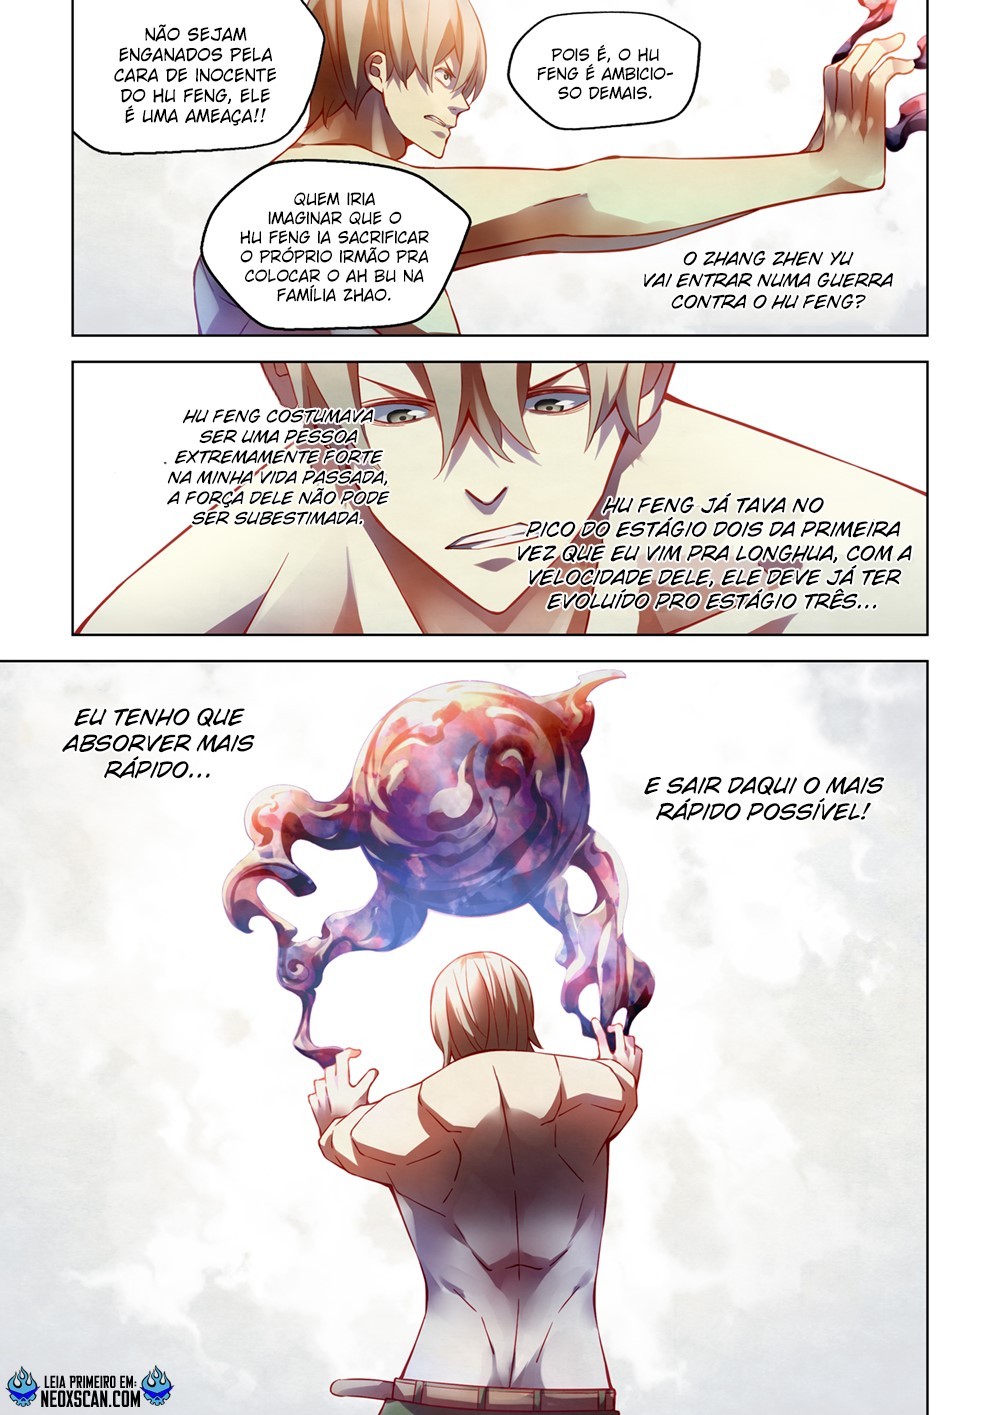 NÃO SEJAM
ENGANADOS PELA
CARA DE INOCENTE
DO HU FENG, ELE
É UMA AMEAÇA!!
POIS É, O HU
FENG É AMBICIO-
SO DEMAIS.
QUEM IRIA
IMAGINAR QUE O
HU FENG IA SACRIFICAR
O PRÓPRIO IRMÃO PRA
COLOCAR O AH BU NA
FAMÍLIA ZHAO.
O ZHANG ZHEN YU
VAI ENTRAR NUMA GUERRA
CONTRA O HU FENG?
HU FENG COSTUMAVA
SER UMA PESSOA
EXTREMAMENTE FORTE
NA MINHA VIDA PASSADA,
A FORÇA DELE NÃO PODE
SER SUBESTIMADA.
HU FENG JÁ TAVA NO
PICO DO ESTÁGIO DOIS DA PRIMEIRA
VEZ QUE EU VIM PRA LONGHUA, COM A
VELOCIDADE DELE, ELE DEVE JÁ TER
EVOLUÍDO PRO ESTÁGIO TRÊS...
EU TENHO QUE
ABSORVER MAIS
RÁPIDO...
E SAIR DAQUI O MAIS
RÁPIDO POSSÍVEL!
LEIA PRIMEIRO EM:
NEOXSCAN.COM